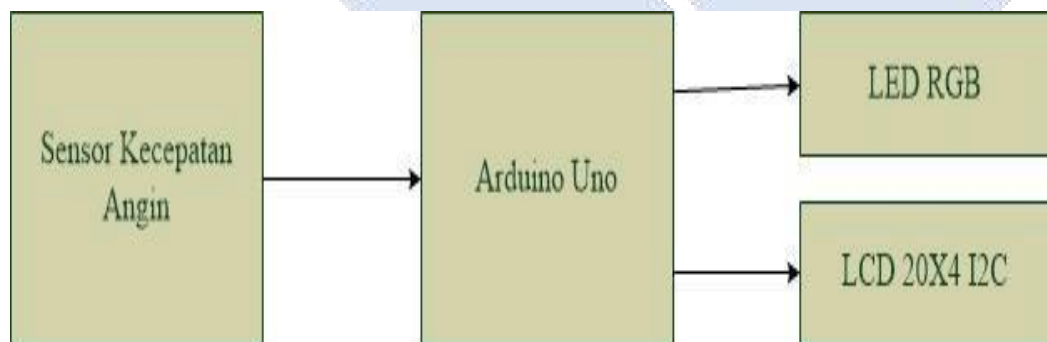 Sensor Kecepatan
Angin
Arduino Uno
LED RGB
LCD 20X4 I2C